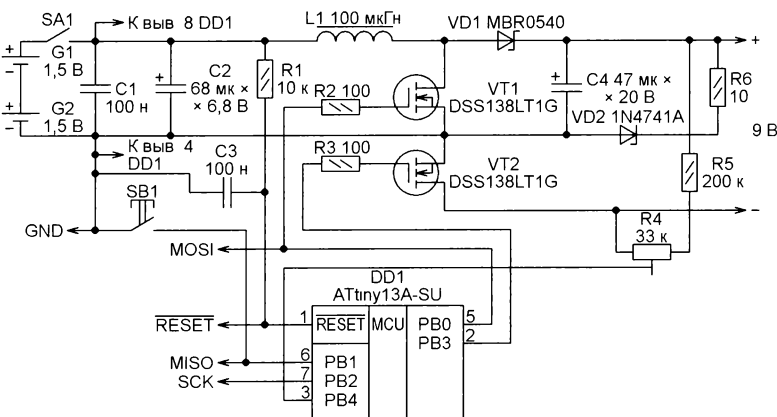 SA1
К выв 8 DD1
L1 100 мкГн
VD1 MBR0540
+
G1
–
1,5 В
C1
100 н
+
C2
68 мк ×
× 6,8 В
R1
10 к
R2 100
VT1
DSS138LT1G
+
C4 47 мк ×
× 20 В
R6
10
+
G2
–
1,5 В
VD2 1N4741A
9 В
К выв 4
DD1
C3
100 н
R3 100
VT2
DSS138LT1G
R5
200 к
SB1
–
R4
33 к
GND
MOSI
DD1
ATtiny13A-SU
RESET
1
RESET
MCU
PB0
5
PB3
2
MISO
6
PB1
SCK
7
PB2
3
PB4
+